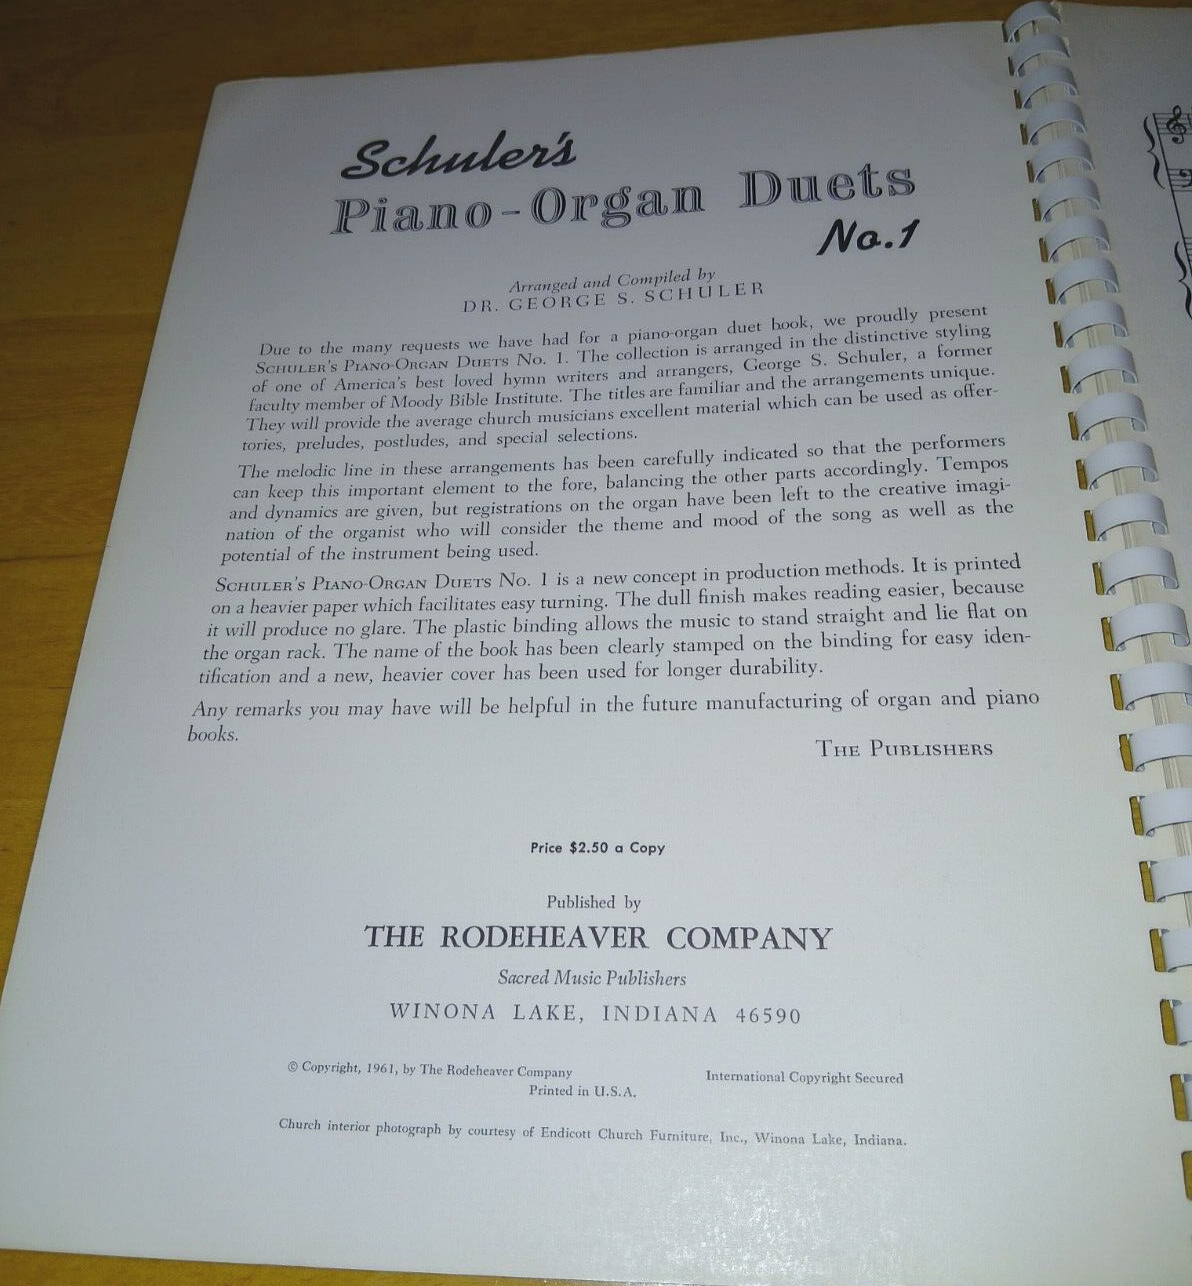 Schuler's
Piano-Organ Duets
No.1
Arranged and Compiled by
DR. GEORGE S. SCHULER
Due to the many requests we have had for a piano-organ duet book, we proudly present
SCHULER'S PIANO-ORGAN DUETS NO. 1. The collection is arranged in the distinctive styling
of one of America's best loved hymn writers and arrangers, George S. Schuler, a former
faculty member of Moody Bible Institute. The titles are familiar and the arrangements unique.
They will provide the average church musicians excellent material which can be used as offer-
tories, preludes, postludes, and special selections.
The melodic line in these arrangements has been carefully indicated so that the performers
can keep this important element to the fore, balancing the other parts accordingly. Tempos
and dynamics are given, but registrations on the organ have been left to the creative imagi-
nation of the organist who will consider the theme and mood of the song as well as the
potential of the instrument being used.
SCHULER'S PIANO-ORGAN DUETS NO. 1 is a new concept in production methods. It is printed
on a heavier paper which facilitates easy turning. The dull finish makes reading easier, because
it will produce no glare. The plastic binding allows the music to stand straight and lie flat on
the organ rack. The name of the book has been clearly stamped on the binding for easy iden-
tification and a new, heavier cover has been used for longer durability.
Any remarks you may have will be helpful in the future manufacturing of organ and piano
books.
THE PUBLISHERS
Price $2.50 a Copy
Published by
THE RODEHEAVER COMPANY
Sacred Music Publishers
WINONA LAKE, INDIANA 46590
© Copyright, 1961, by The Rodeheaver Company International Copyright Secured
Printed in U.S.A.
Church interior photograph by courtesy of Endicott Church Furniture, Inc., Winona Lake, Indiana.